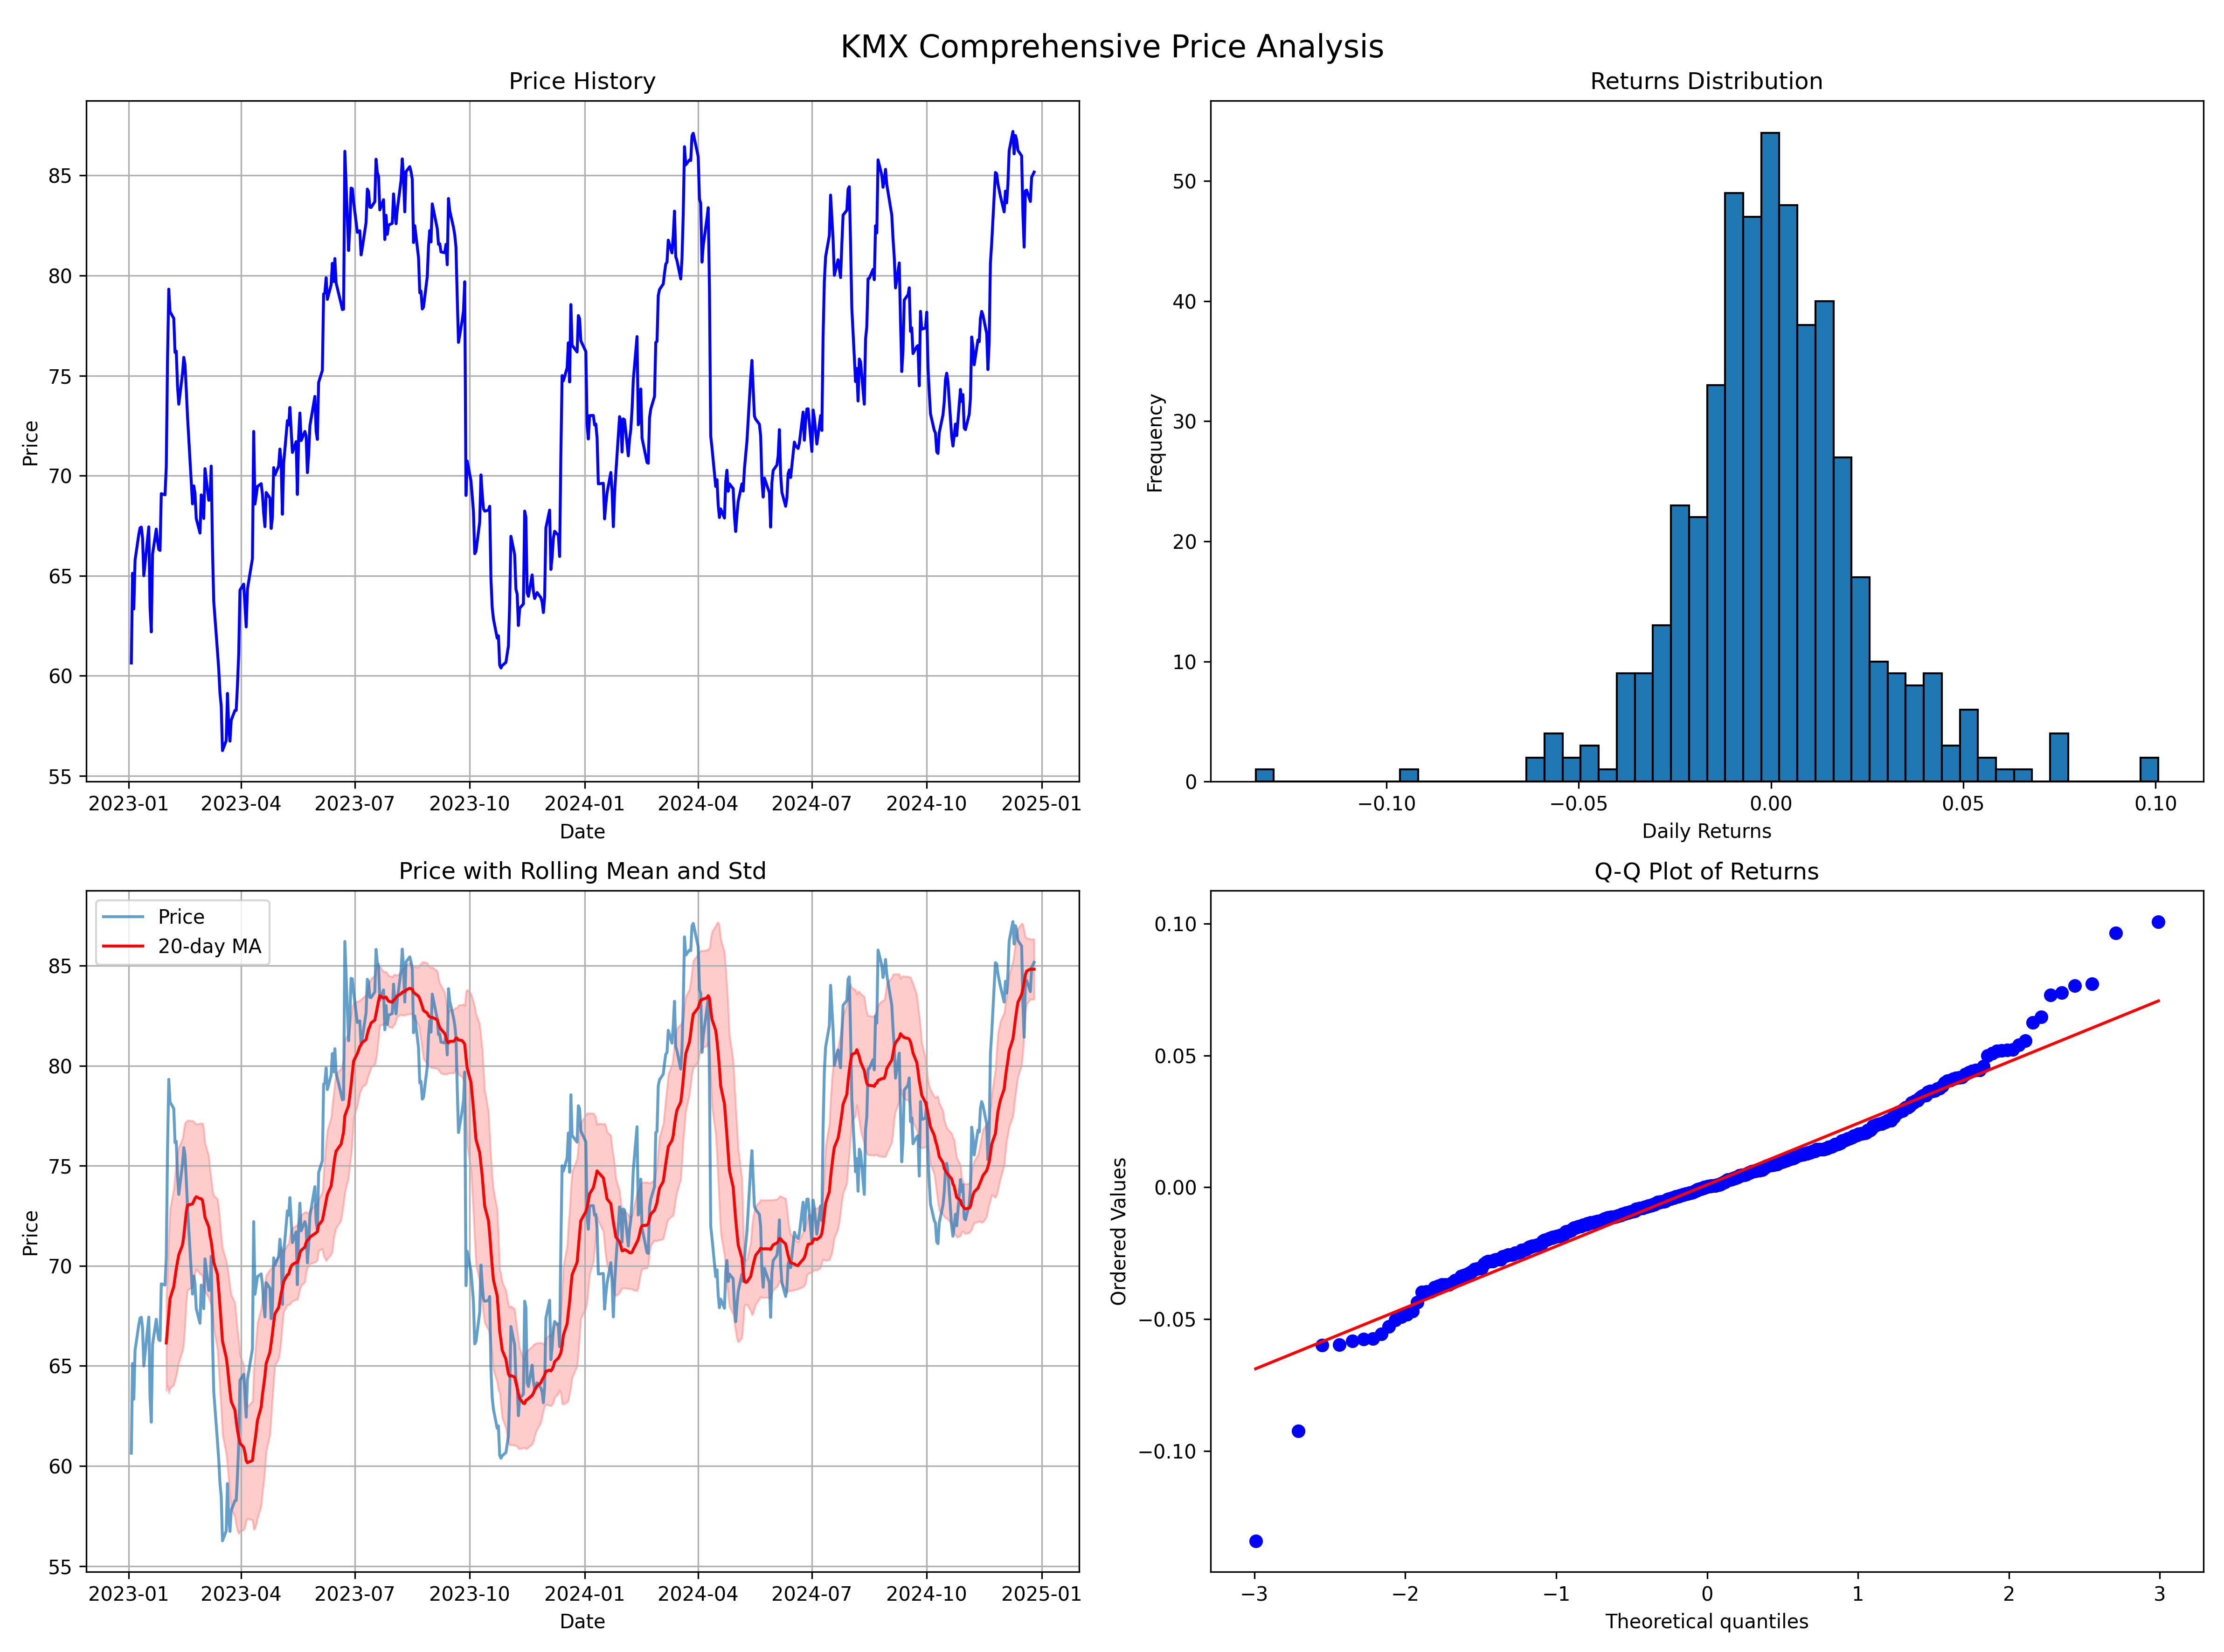 KMX Comprehensive Price Analysis
Price History
Price
85
80
75
70
65
60
55
2023-01 2023-04 2023-07 2023-10 2024-01 2024-04 2024-07 2024-10 2025-01
Date
Returns Distribution
Frequency
50
40
30
20
10
0
−0.10 −0.05 0.00 0.05 0.10
Daily Returns
Price with Rolling Mean and Std
Price
20-day MA
Price
85
80
75
70
65
60
55
2023-01 2023-04 2023-07 2023-10 2024-01 2024-04 2024-07 2024-10 2025-01
Date
Q-Q Plot of Returns
Ordered Values
0.10
0.05
0.00
−0.05
−0.10
−3 −2 −1 0 1 2 3
Theoretical quantiles